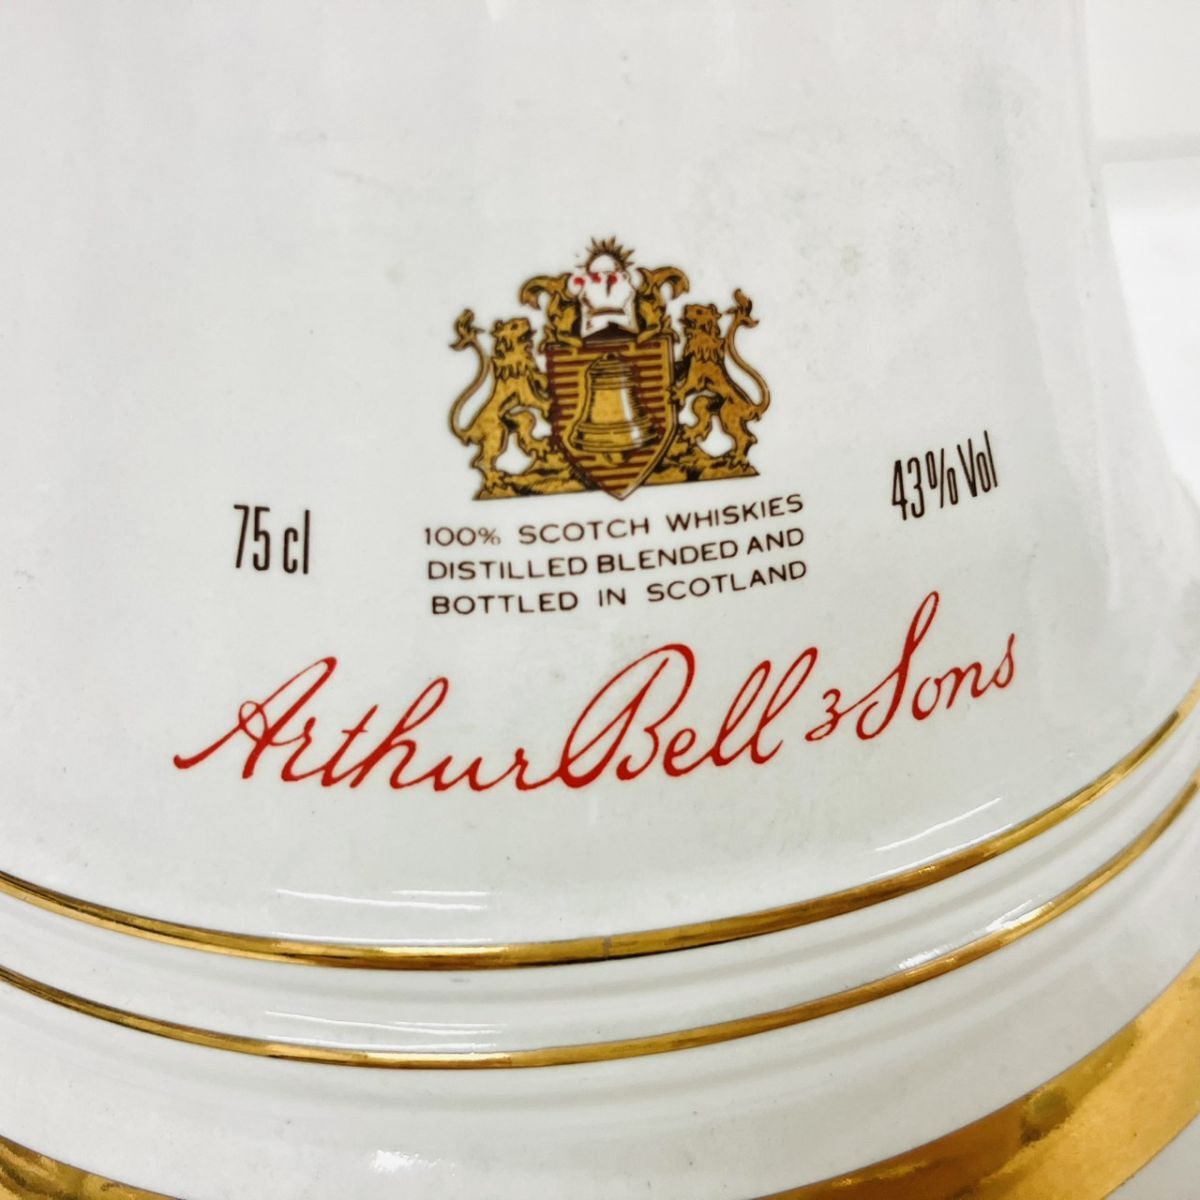 75 cl
43% Vol
100% SCOTCH WHISKIES
DISTILLED BLENDED AND
BOTTLED IN SCOTLAND
Arthur Bell & Sons